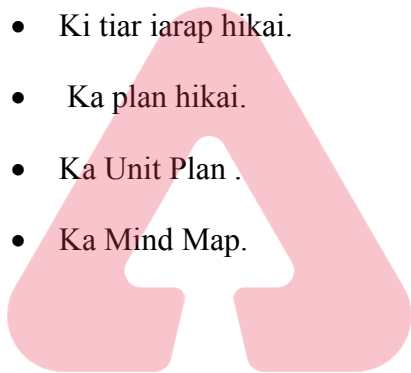 • Ki tiar iarap hikai.
• Ka plan hikai.
• Ka Unit Plan .
• Ka Mind Map.